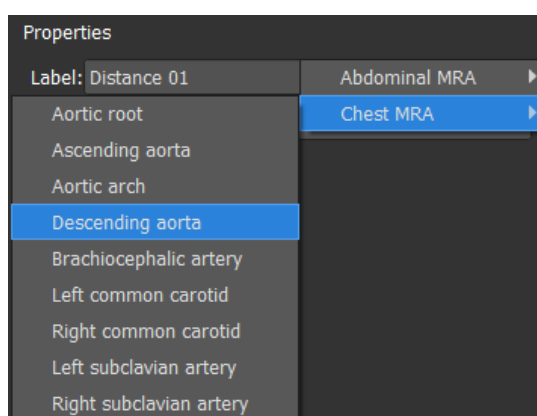 Properties
Label: Distance 01
Abdominal MRA
Chest MRA
Aortic root
Ascending aorta
Aortic arch
Descending aorta
Brachiocephalic artery
Left common carotid
Right common carotid
Left subclavian artery
Right subclavian artery